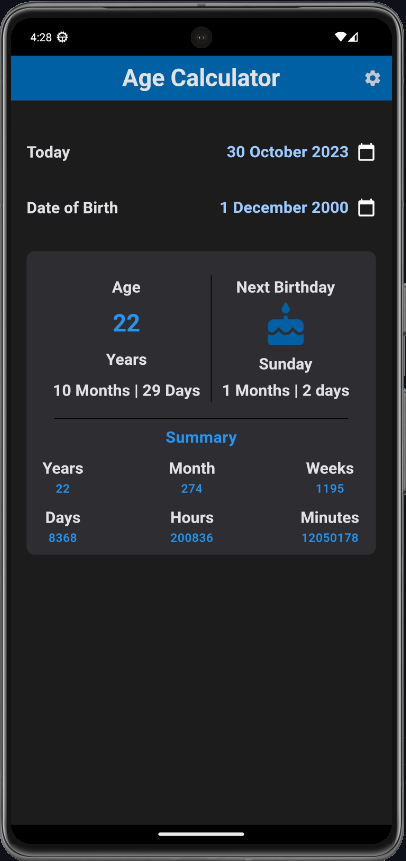 4:28
Age Calculator
Today 30 October 2023
Date of Birth 1 December 2000
Age Next Birthday
22
Years Sunday
10 Months | 29 Days 1 Months | 2 days
Summary
Years Month Weeks
22 274 1195
Days Hours Minutes
8368 200836 12050178